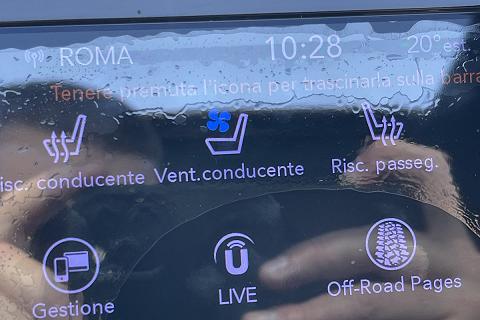 ROMA 10:28 20° est.
Tenere premuta l'icona per trascinarla sulla barra
isc. conducente Vent.conducente Risc. passeg.
Gestione LIVE Off-Road Pages